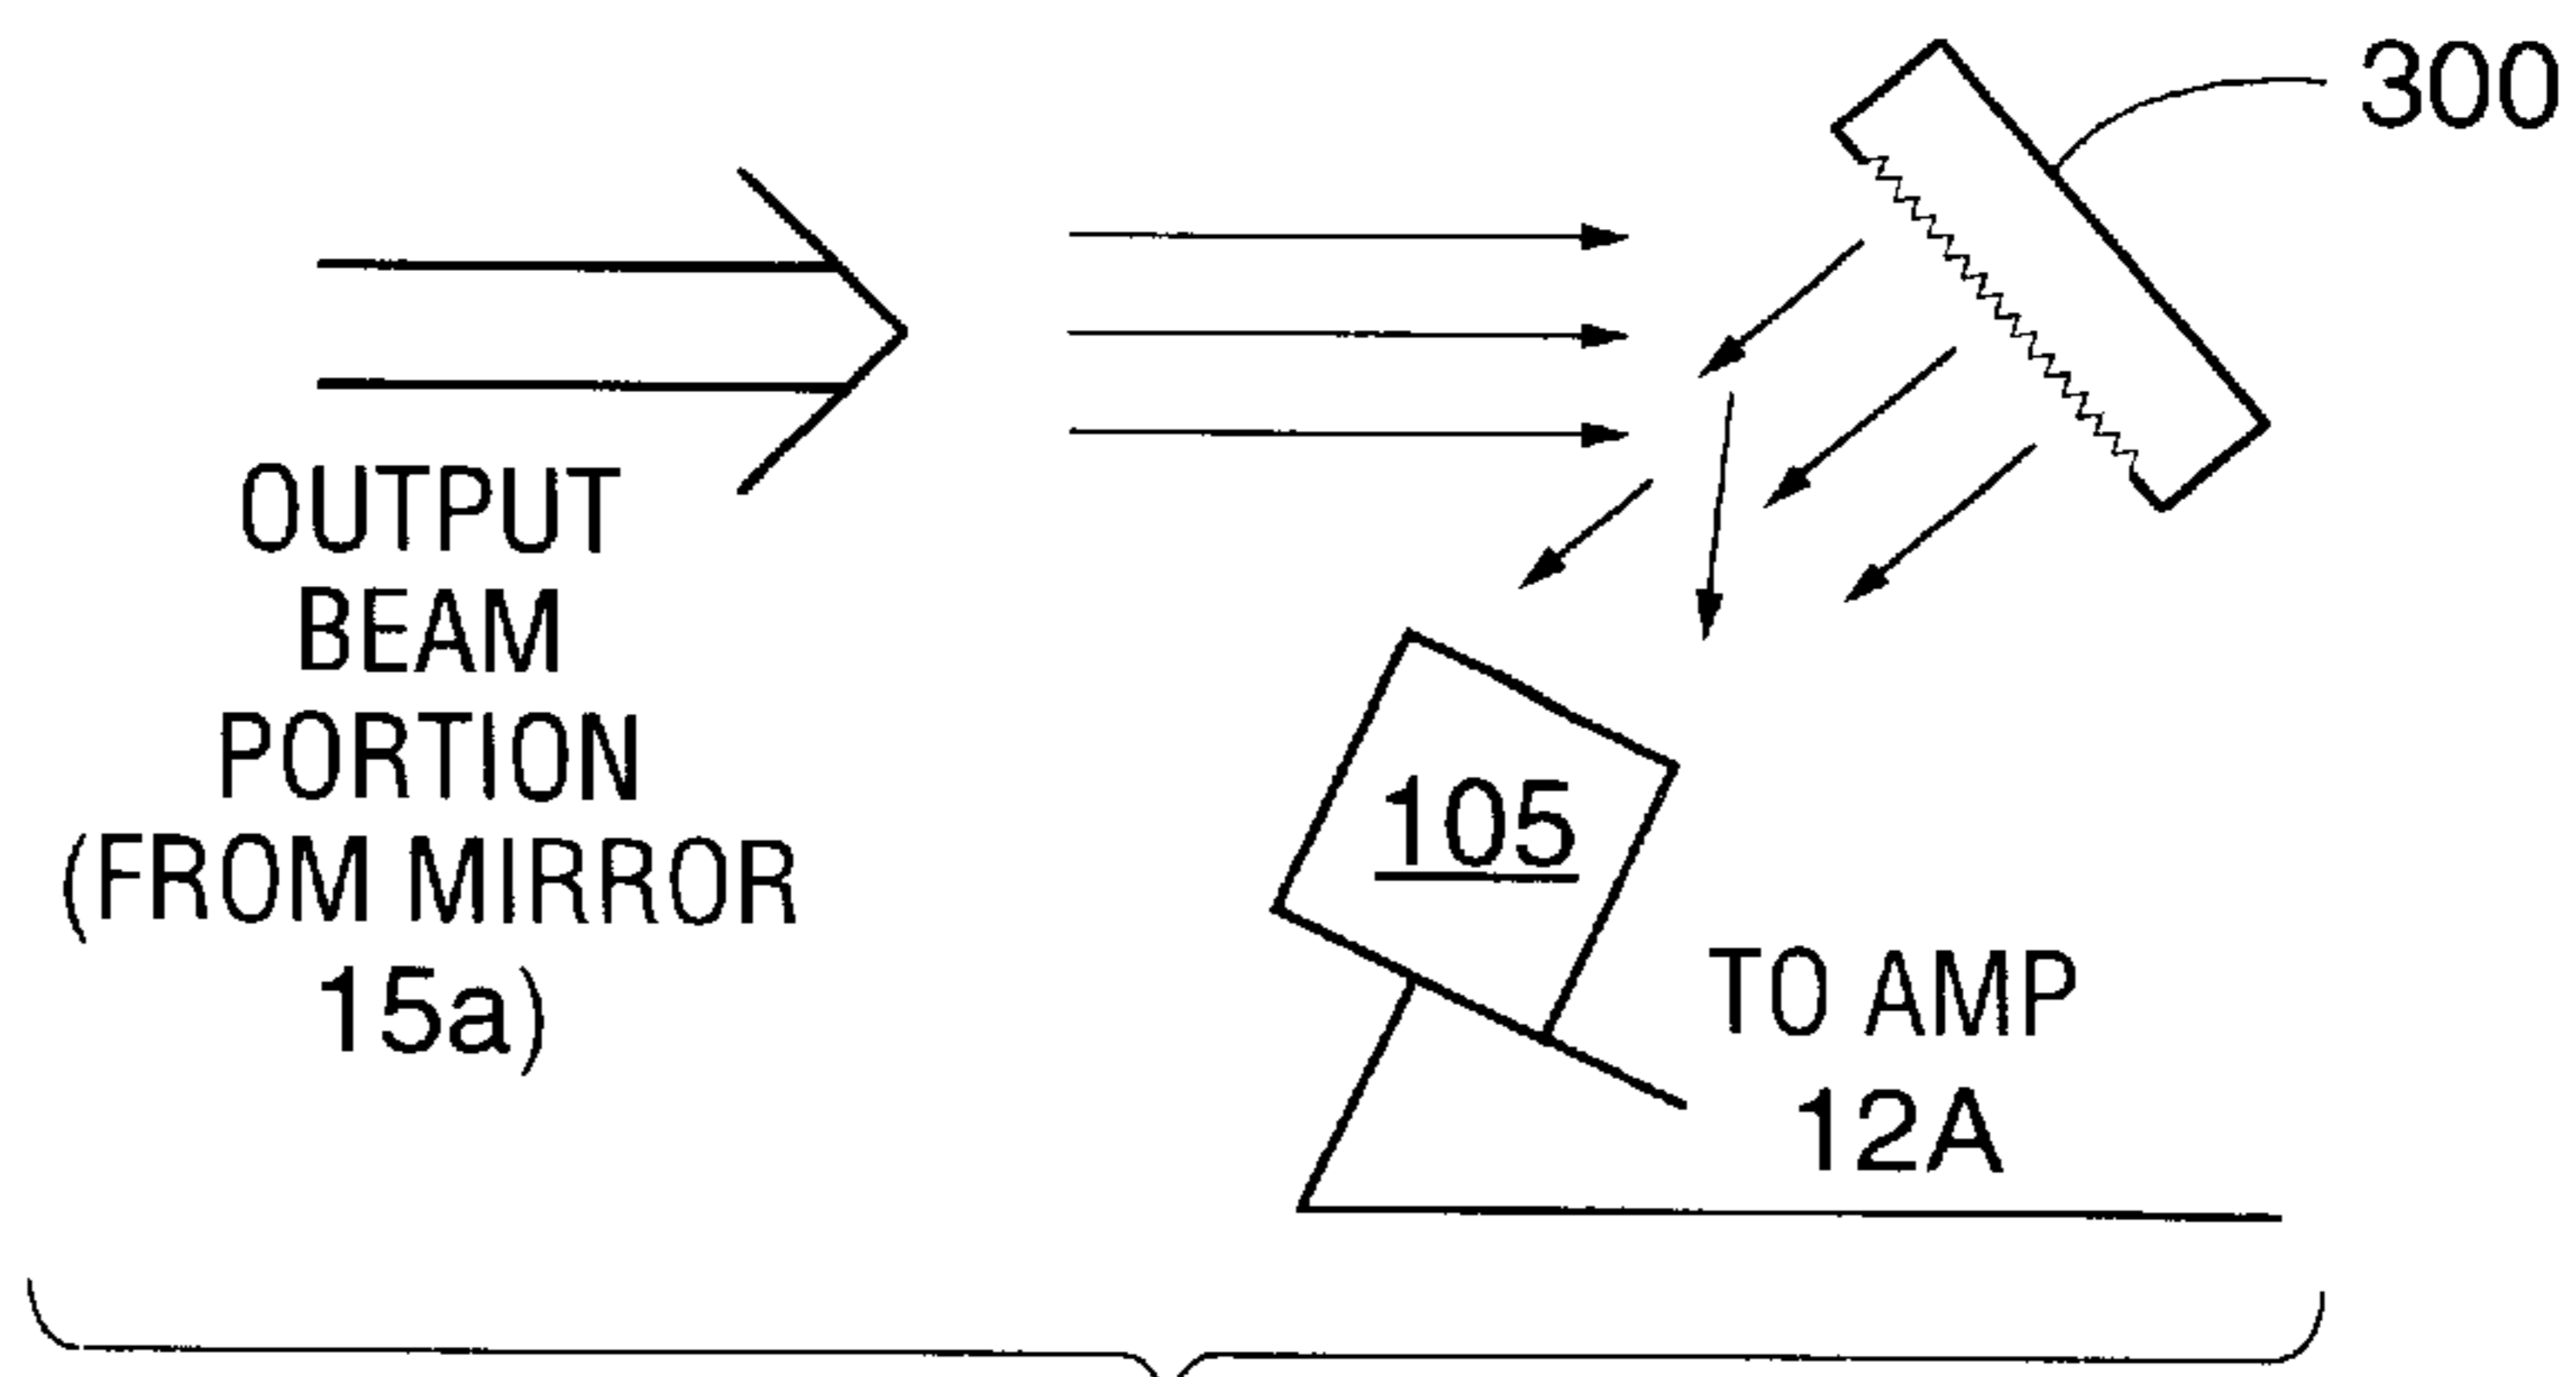 300
OUTPUT
BEAM
PORTION
(FROM MIRROR
15a)
105
TO AMP
12A